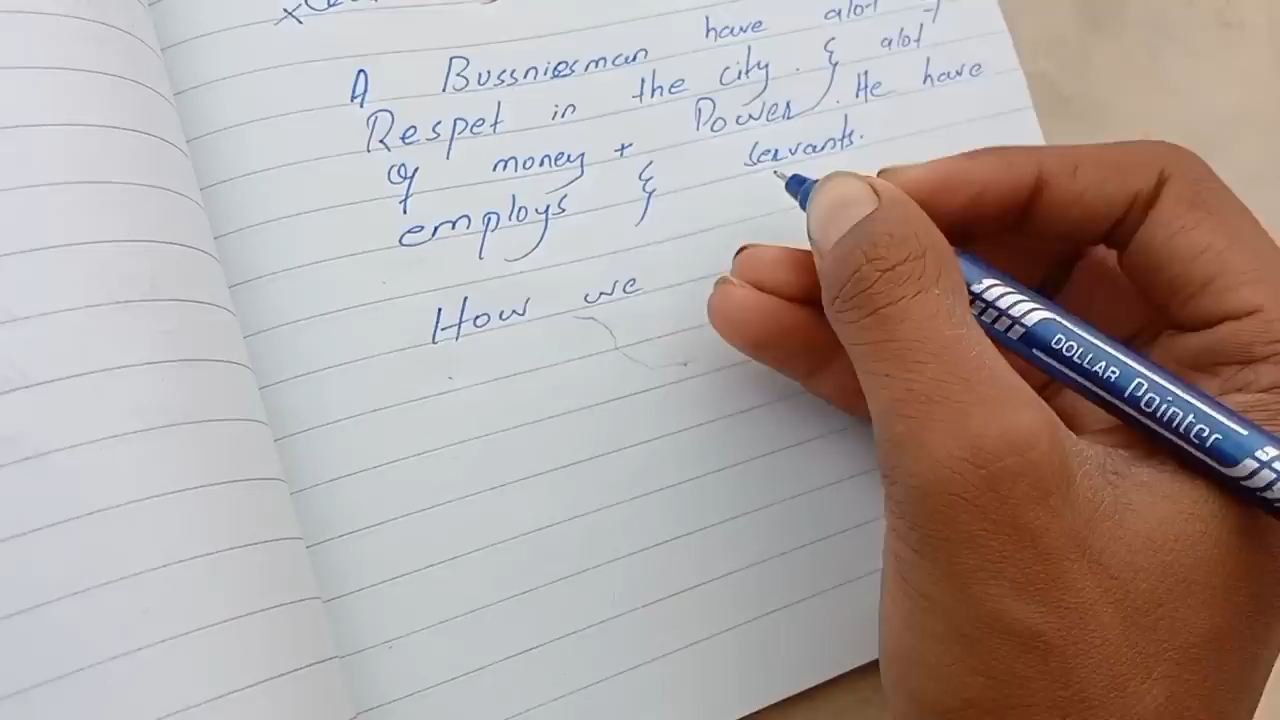 A Bussniesman have alot
Respet in the city. & alot
of money + Power. He have
employs & servants.
How we
DOLLAR Pointer